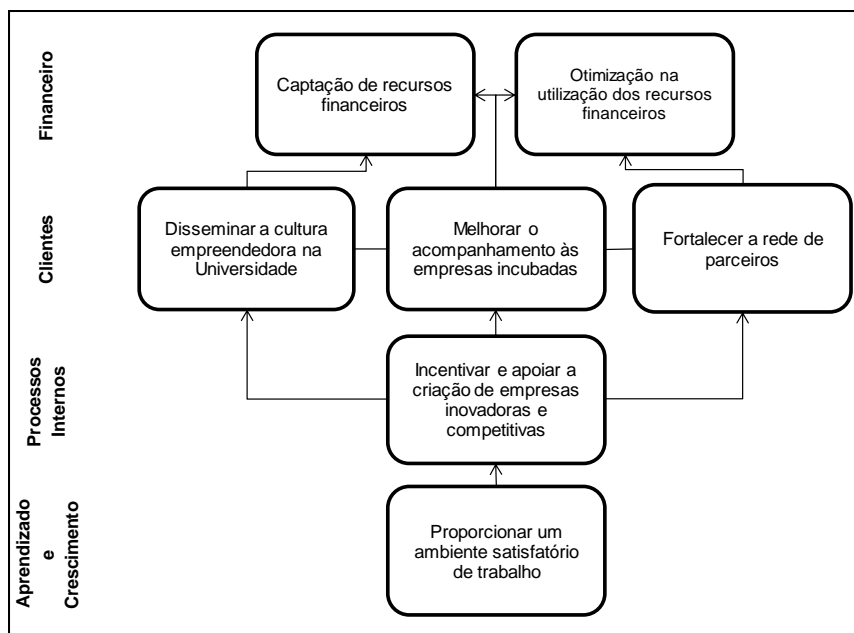 Financeiro
Captação de recursos
financeiros
Otimização na
utilização dos recursos
financeiros
Clientes
Disseminar a cultura
empreendedora na
Universidade
Melhorar o
acompanhamento às
empresas incubadas
Fortalecer a rede de
parceiros
Processos
Internos
Incentivar e apoiar a
criação de empresas
inovadoras e
competitivas
Aprendizado
e
Crescimento
Proporcionar um
ambiente satisfatório
de trabalho